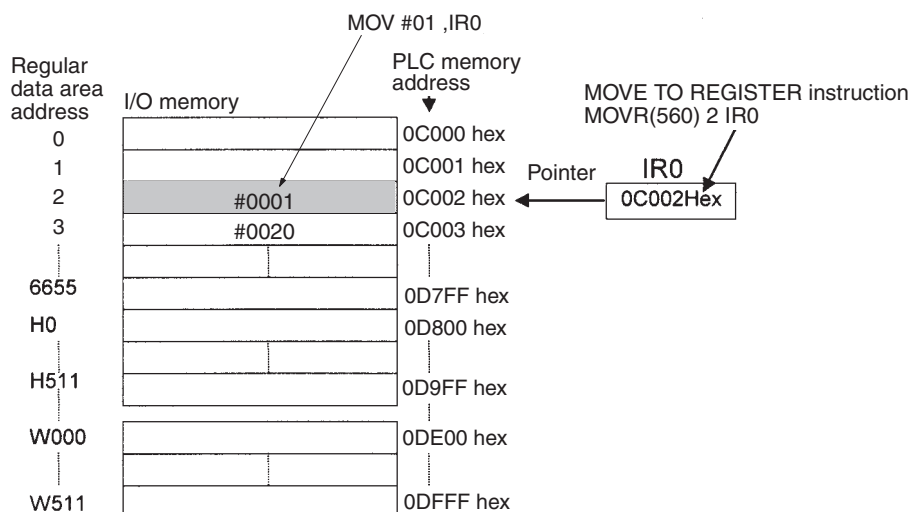 MOV #01 ,IR0
Regular
data area
address
I/O memory
PLC memory
address
MOVE TO REGISTER instruction
MOVR(560) 2 IR0
0
0C000 hex
1
0C001 hex
Pointer
IR0
2
#0001
0C002 hex
0C002Hex
3
#0020
0C003 hex
6655
0D7FF hex
H0
0D800 hex
H511
0D9FF hex
W000
0DE00 hex
W511
0DFFF hex